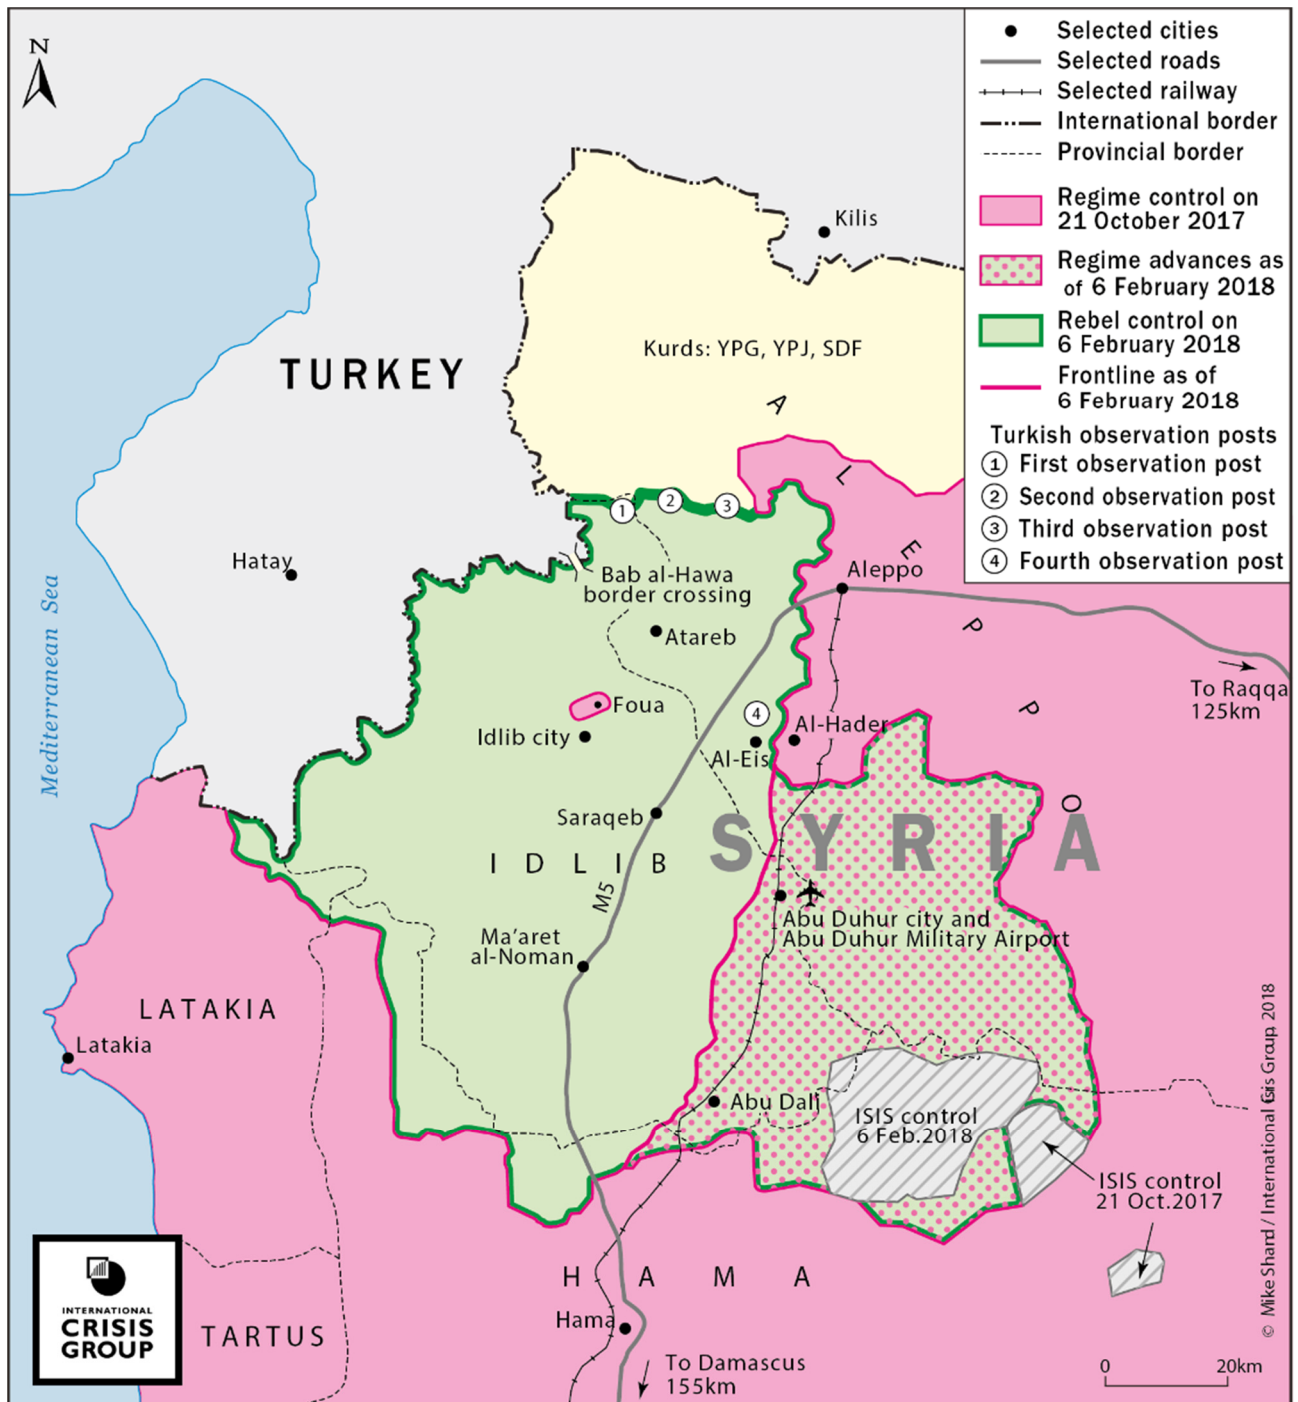 N
Selected cities
Selected roads
Selected railway
International border
Provincial border
Regime control on
21 October 2017
Regime advances as
of 6 February 2018
Rebel control on
6 February 2018
Frontline as of
6 February 2018
Turkish observation posts
1 First observation post
2 Second observation post
3 Third observation post
4 Fourth observation post
Kilis
Kurds: YPG, YPJ, SDF
TURKEY
ALEPPO
1
2
3
Hatay
Bab al-Hawa
border crossing
Aleppo
Atareb
Mediterranean Sea
To Raqqa
125km
Foua
4
Al-Hader
Idlib city
Al-Eis
Saraqeb
SYRIA
IDLIB
M5
Abu Duhur city and
Abu Duhur Military Airport
Ma'aret
al-Noman
LATAKIA
Latakia
Abu Dali
ISIS control
6 Feb.2018
ISIS control
21 Oct.2017
HAMA
Hama
TARTUS
To Damascus
155km
0 20km
INTERNATIONAL
CRISIS
GROUP